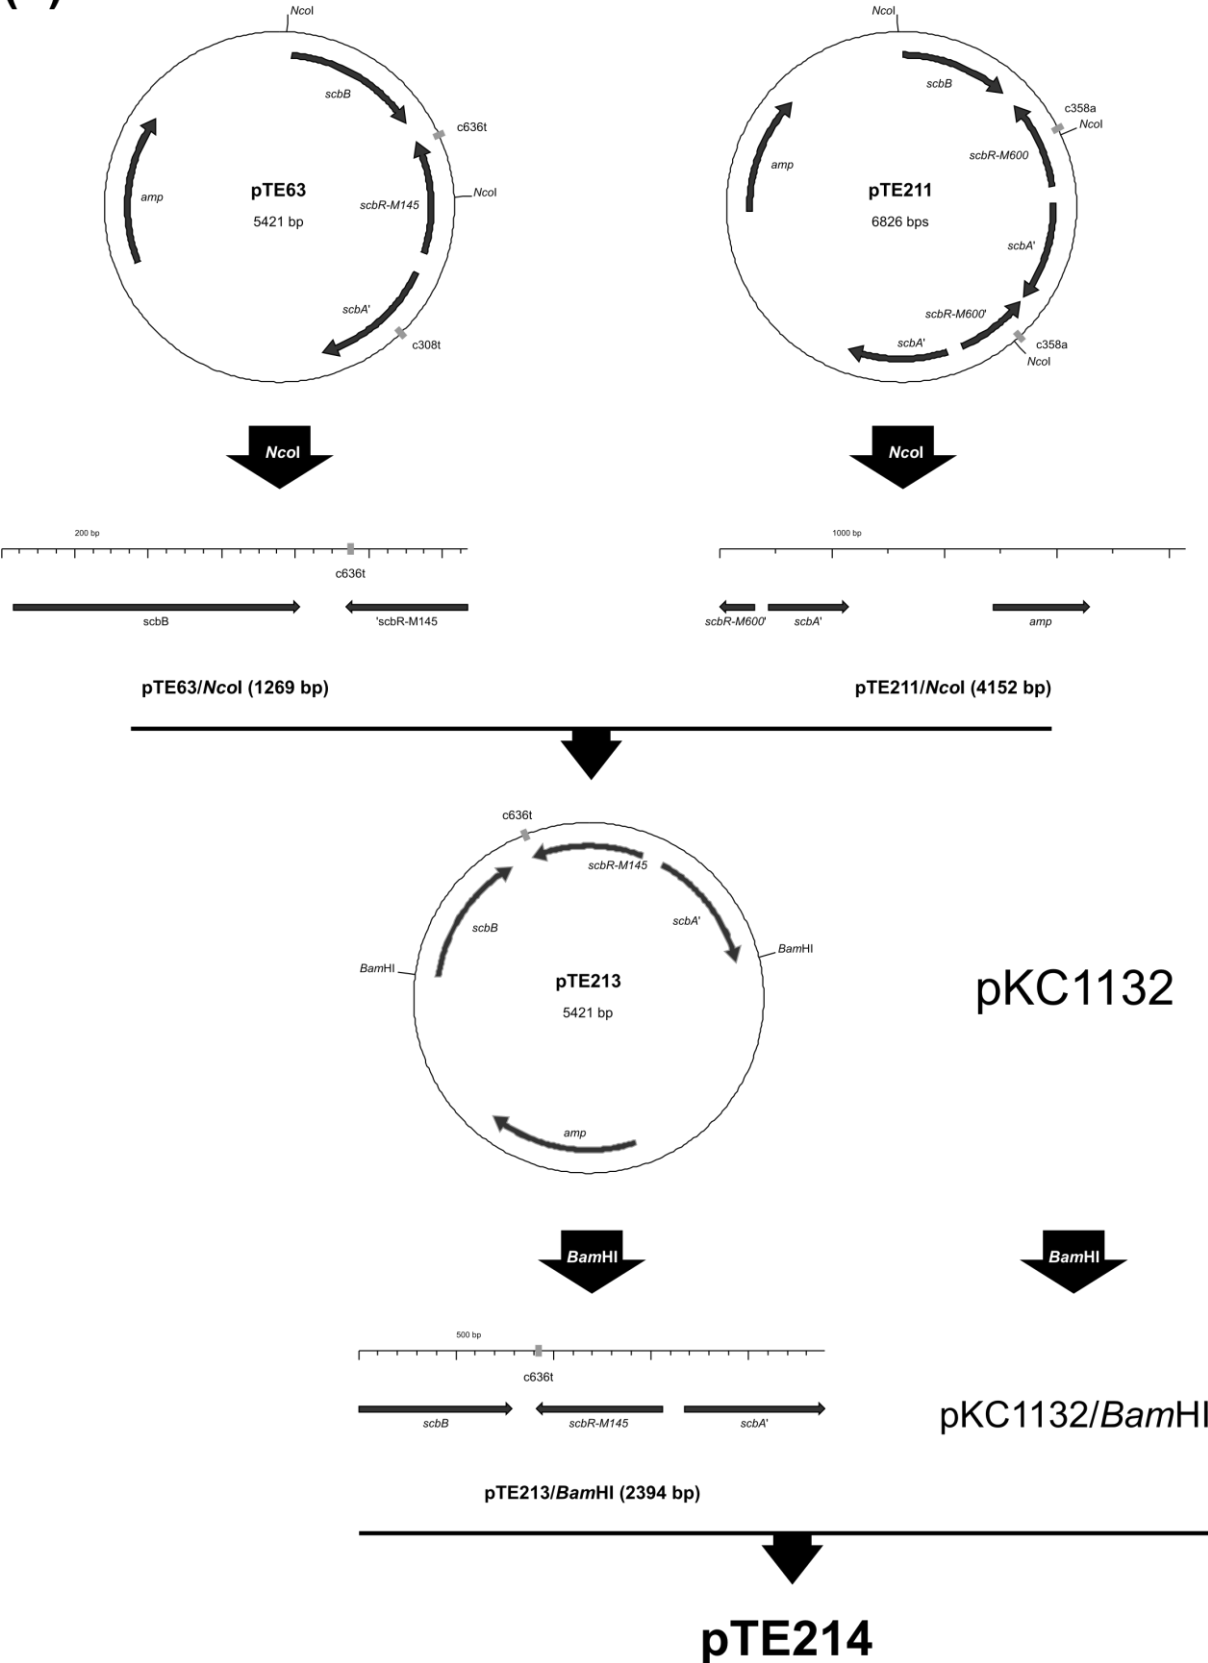 NcoI
scbB
c636t
NcoI
amp
pTE63
5421 bp
scbR-M145
scbA'
c308t
NcoI
scbB
c358a
NcoI
scbR-M600
amp
pTE211
6826 bps
scbA'
scbR-M600'
scbA'
c358a
NcoI
NcoI
NcoI
200 bp
c636t
scbB
'scbR-M145
1000 bp
scbR-M600'
scbA'
amp
pTE63/NcoI (1269 bp)
pTE211/NcoI (4152 bp)
c636t
scbR-M145
scbB
scbA'
BamHI
BamHI
pTE213
5421 bp
amp
pKC1132
BamHI
BamHI
500 bp
c636t
scbB
scbR-M145
scbA'
pKC1132/BamHI
pTE213/BamHI (2394 bp)
pTE214